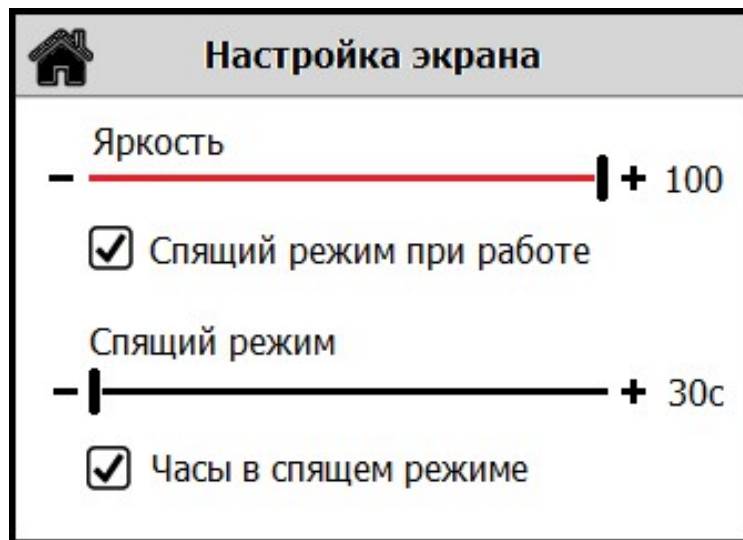 Настройка экрана
Яркость
- + 100
Спящий режим при работе
Спящий режим
- + 30с
Часы в спящем режиме